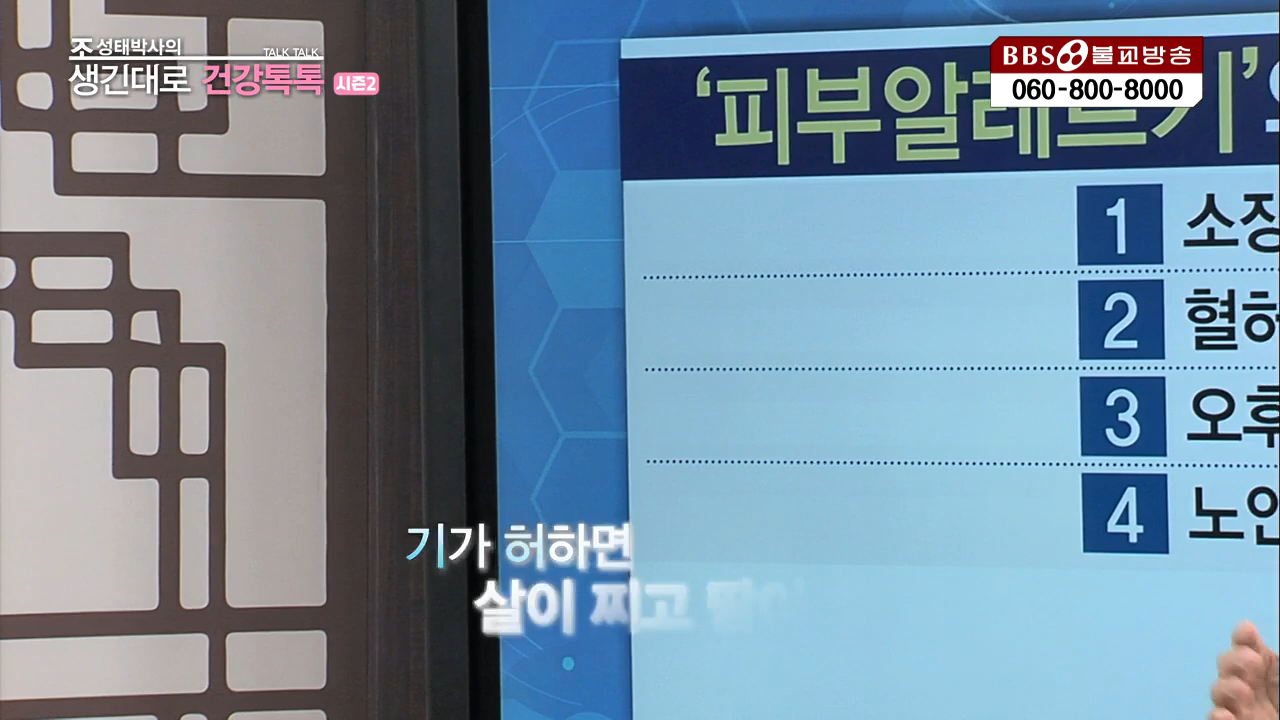 조성태박사의
TALK TALK
생긴대로 건강톡톡 시즌2
BBS 불교방송
060-800-8000
'피부알레르기'
1 소장
2 혈허
3 오후
4 노인
기가 허하면
살이 찌고